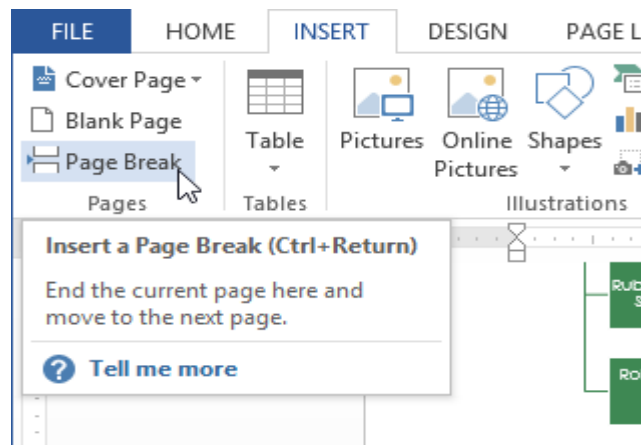 FILE HOME INSERT DESIGN PAGE L
Cover Page
Blank Page
Page Break
Table
Pictures
Online Pictures
Shapes
Pages
Tables
Illustrations
Insert a Page Break (Ctrl+Return)
End the current page here and
move to the next page.
? Tell me more
Rub
S
Ro